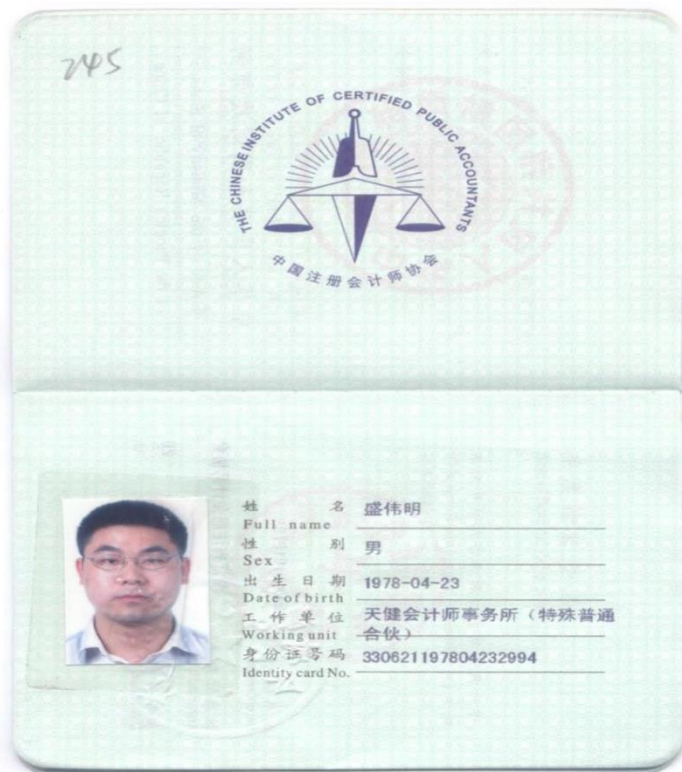 245
THE CHINESE INSTITUTE OF CERTIFIED PUBLIC ACCOUNTANTS
中国注册会计师协会
姓 名 盛伟明
Full name
性 别 男
Sex
出生日期 1978-04-23
Date of birth
工作单位 天健会计师事务所（特殊普通
Working unit 合伙）
身份证号码 330621197804232994
Identity card No.